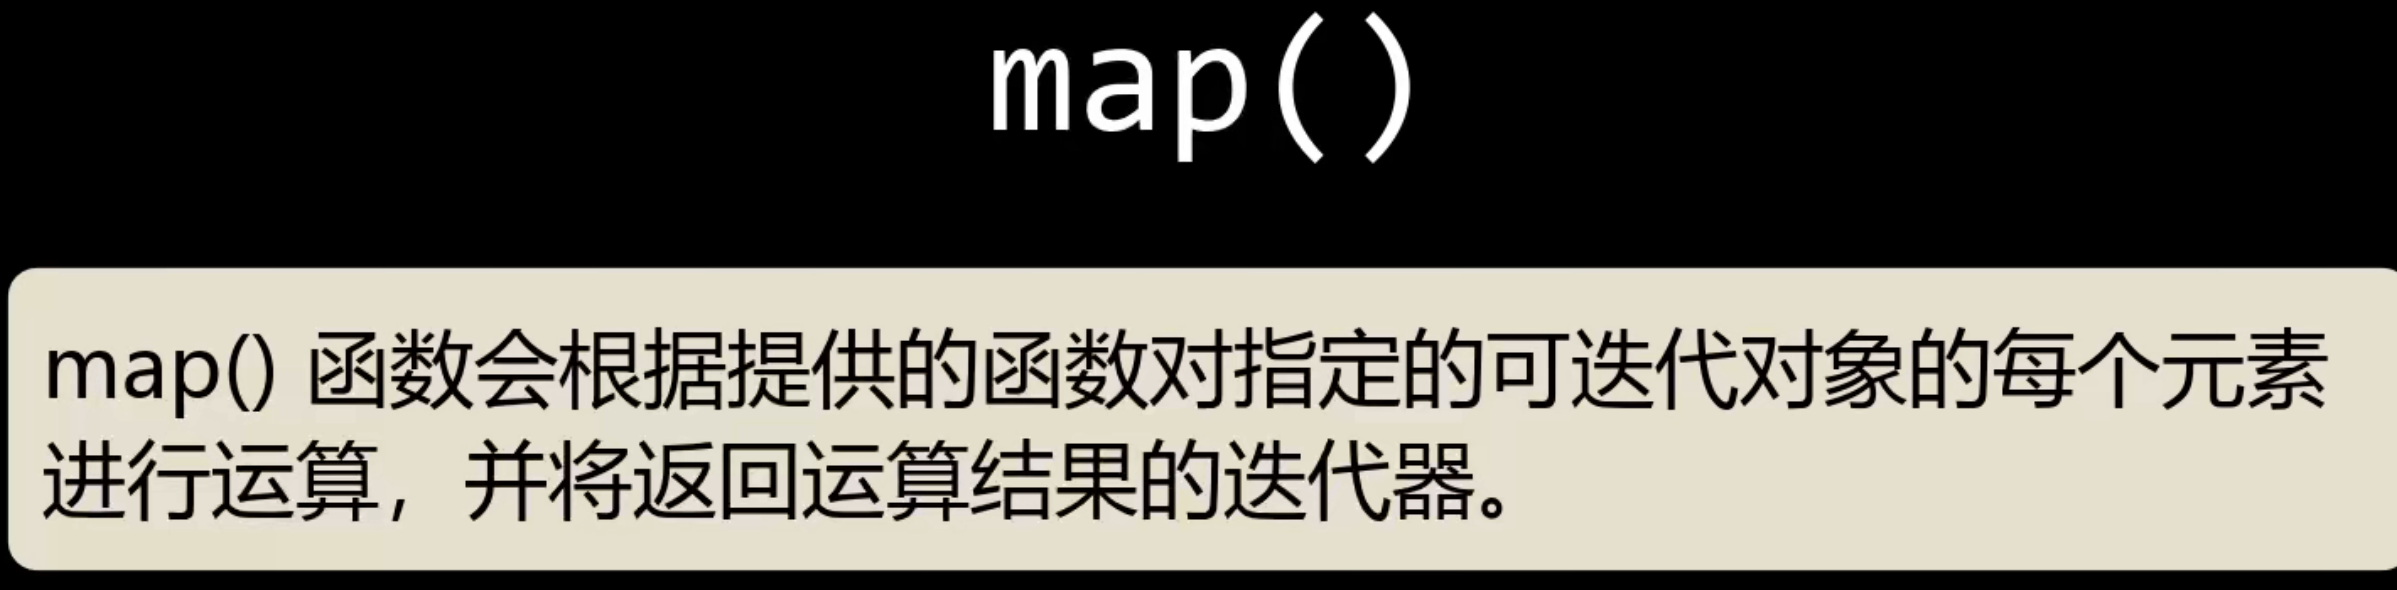 map()
map() 函数会根据提供的函数对指定的可迭代对象的每个元素
进行运算，并将返回运算结果的迭代器。